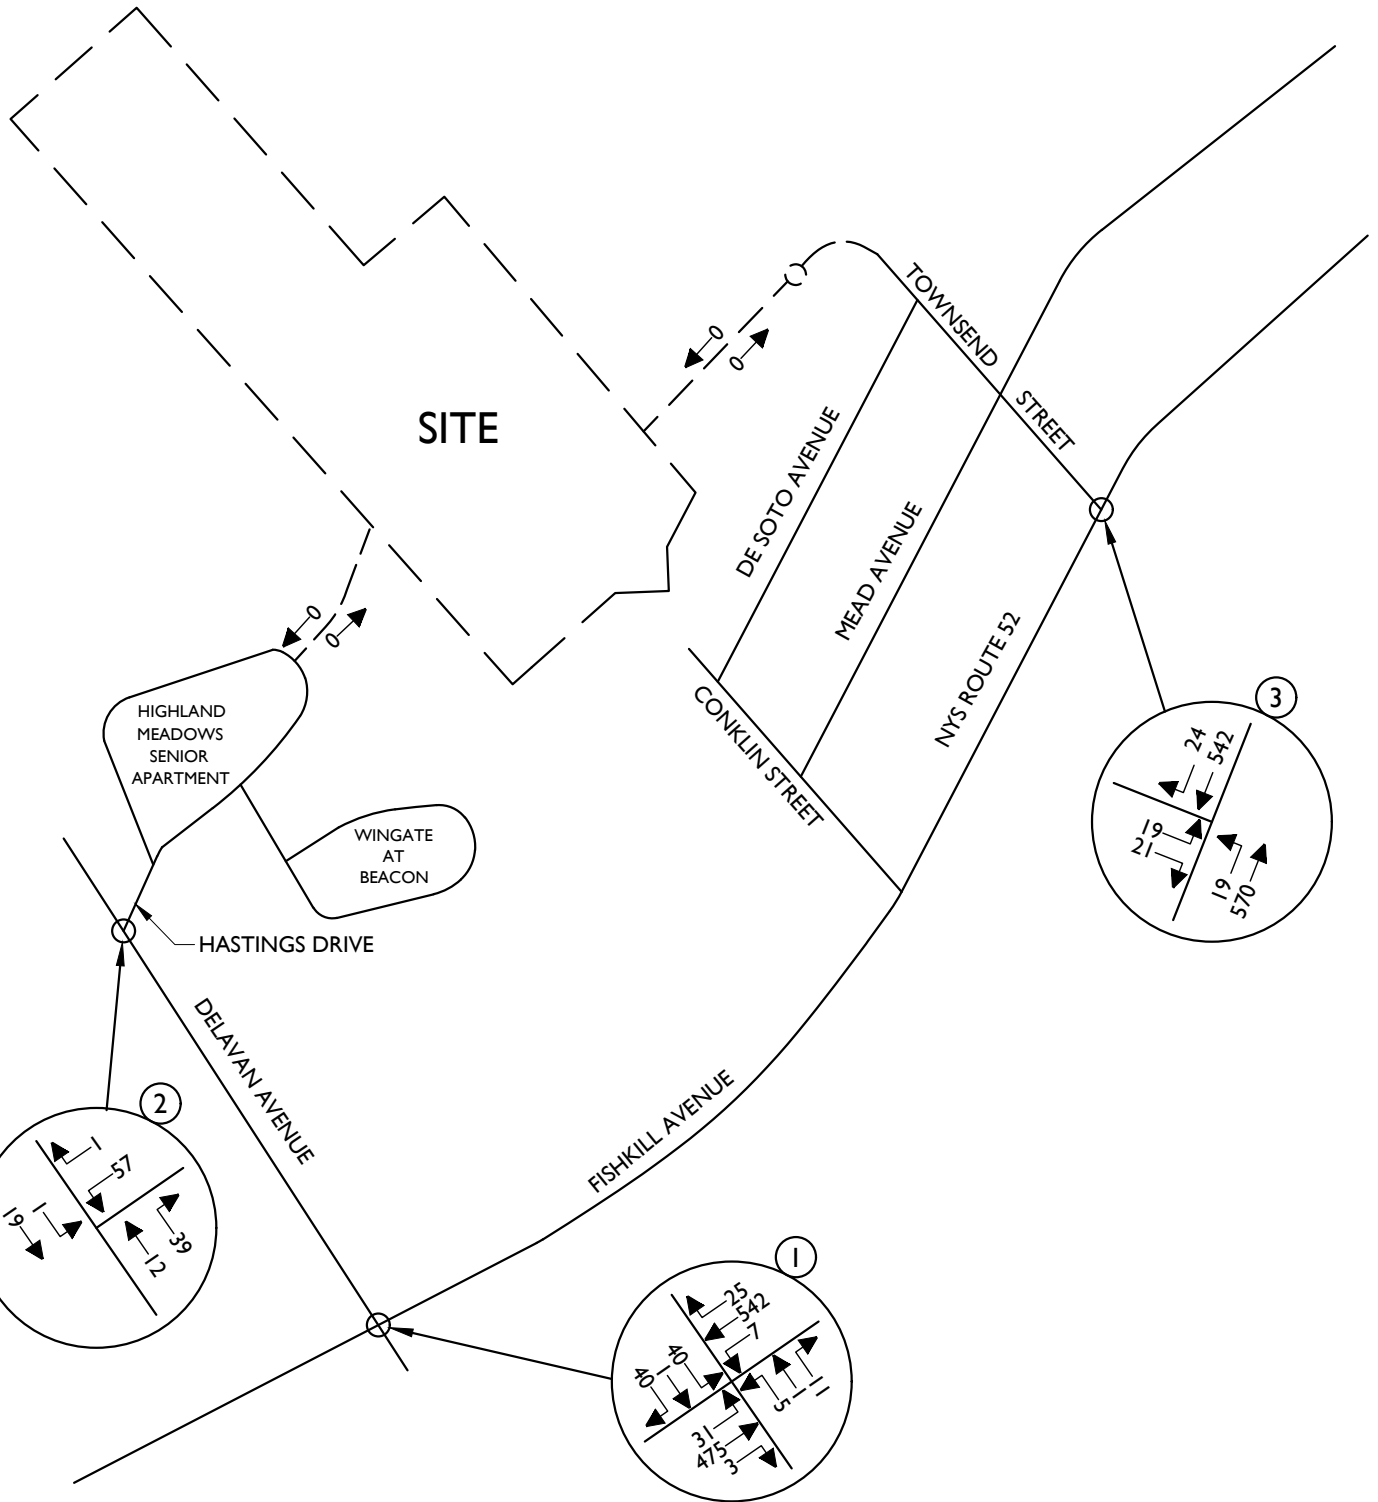 TOWNSEND STREET
0
0
SITE
DE SOTO AVENUE
MEAD AVENUE
NYS ROUTE 52
0
0
HIGHLAND
MEADOWS
SENIOR
APARTMENT
CONKLIN STREET
3
24
542
19
21
19
570
WINGATE
AT
BEACON
HASTINGS DRIVE
DELAVAN AVENUE
FISHKILL AVENUE
2
1
57
19
1
39
12
1
25
542
7
40
1
40
5
1
11
31
475
3